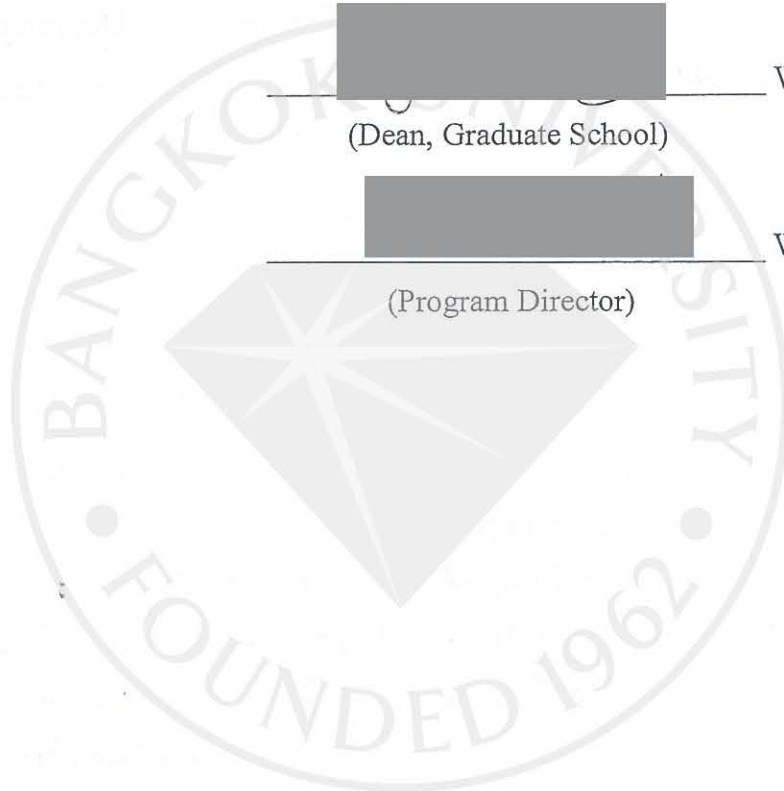 W
(Dean, Graduate School)
W
(Program Director)
BANGKOK UNIVERSITY
• FOUNDED 1962 •